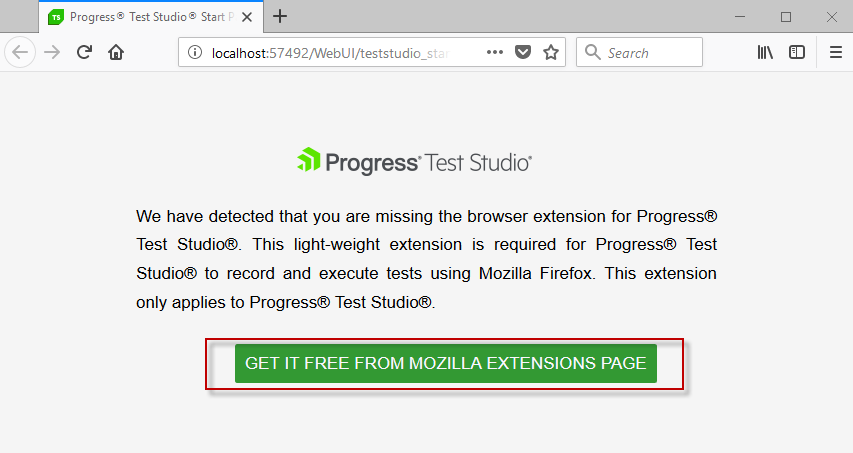 TS Progress® Test Studio® Start P
localhost:57492/WebUI/teststudio_star
Search
Progress® Test Studio®
We have detected that you are missing the browser extension for Progress®
Test Studio®. This light-weight extension is required for Progress® Test
Studio® to record and execute tests using Mozilla Firefox. This extension
only applies to Progress® Test Studio®.
GET IT FREE FROM MOZILLA EXTENSIONS PAGE